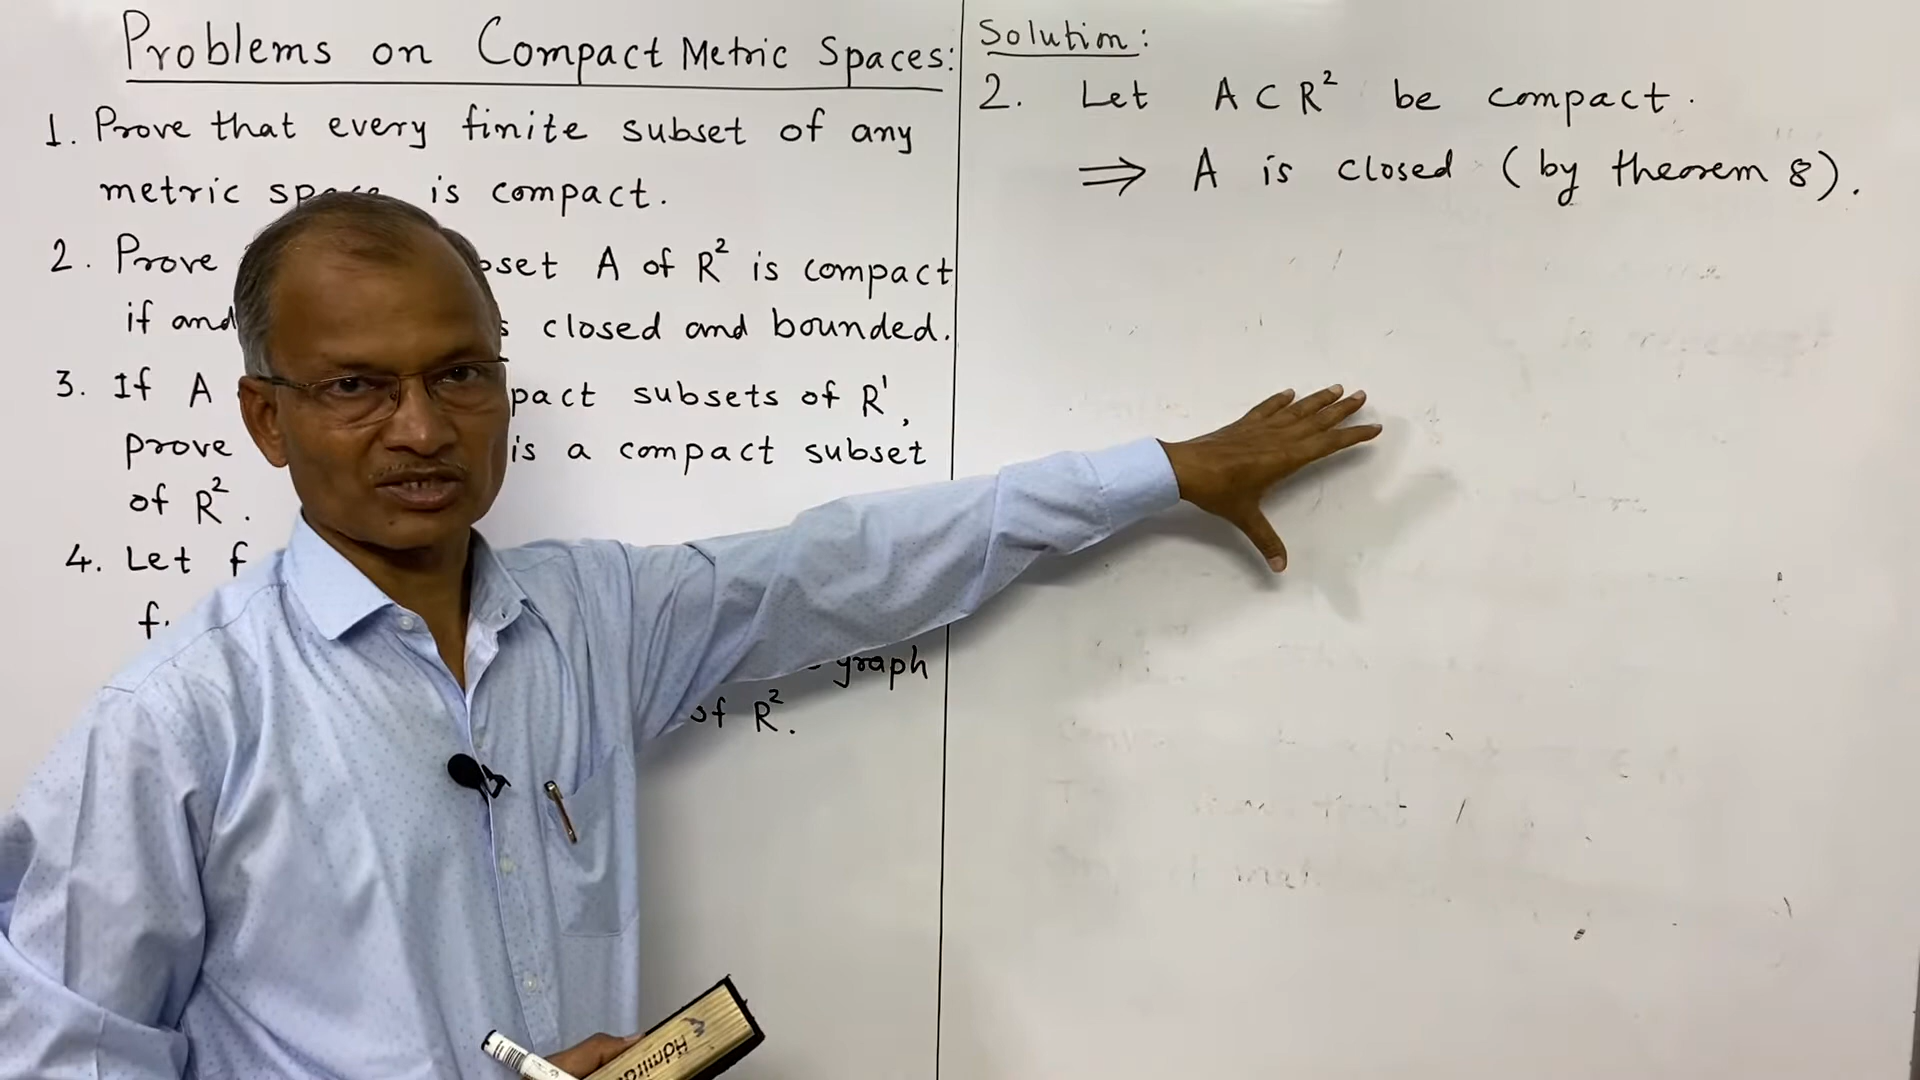 Problems on Compact Metric Spaces:
1. Prove that every finite subset of any
metric space is compact.
2. Prove set A of R² is compact
if and s closed and bounded.
3. If A pact subsets of R¹,
prove is a compact subset
of R².
4. Let f
f.
graph
of R².
Solution:
2. Let A ⊂ R² be compact.
⇒ A is closed (by theorem 8).